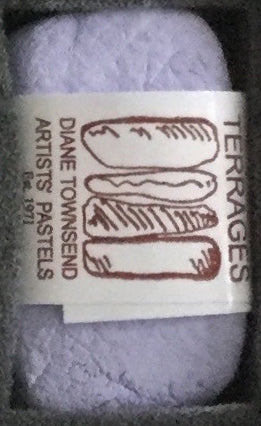 TERRAGES
DIANE TOWNSEND
ARTISTS' PASTELS
Est. 1971